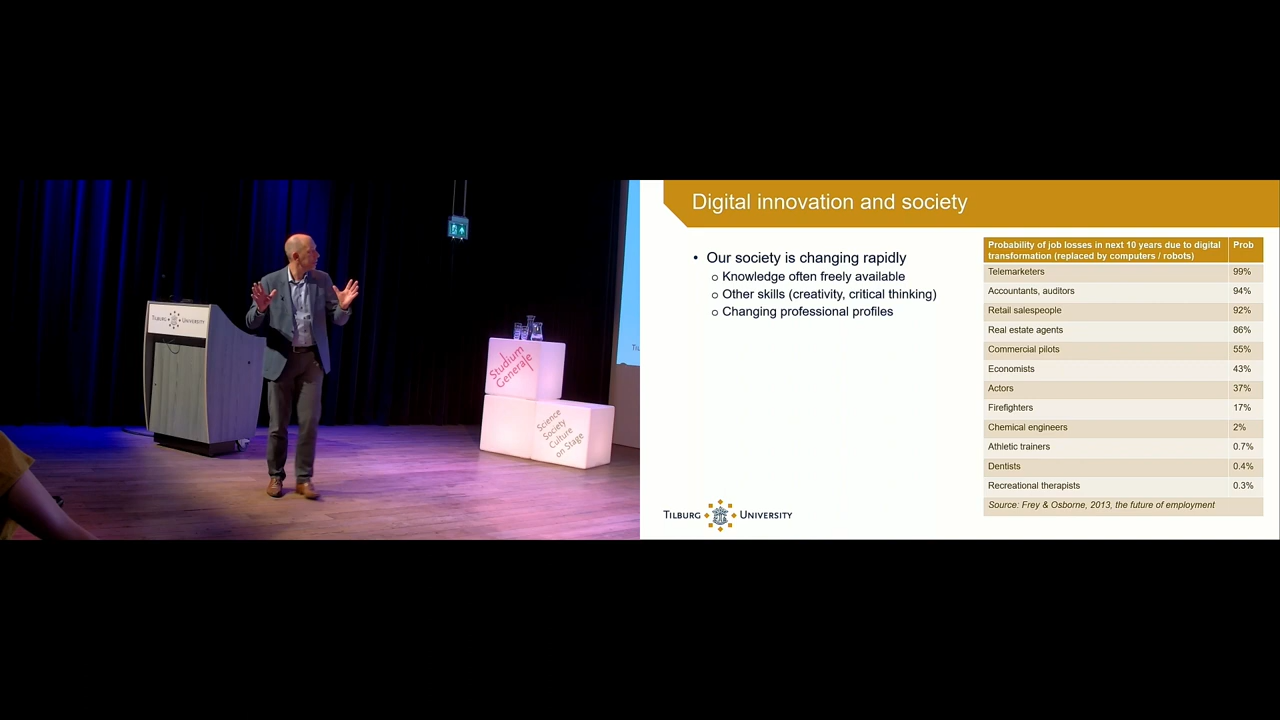 TILBURG UNIVERSITY
Studium
Generale
Science
Society
Culture
on Stage
Digital innovation and society
• Our society is changing rapidly
o Knowledge often freely available
o Other skills (creativity, critical thinking)
o Changing professional profiles
Probability of job losses in next 10 years due to digital transformation (replaced by computers / robots) Prob
Telemarketers 99%
Accountants, auditors 94%
Retail salespeople 92%
Real estate agents 86%
Commercial pilots 55%
Economists 43%
Actors 37%
Firefighters 17%
Chemical engineers 2%
Athletic trainers 0.7%
Dentists 0.4%
Recreational therapists 0.3%
Source: Frey & Osborne, 2013, the future of employment
TILBURG UNIVERSITY